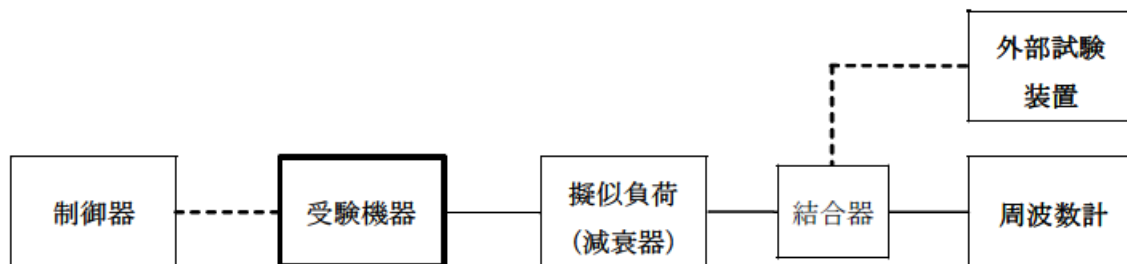 外部試験
装置
制御器
受験機器
擬似負荷
（減衰器）
結合器
周波数計